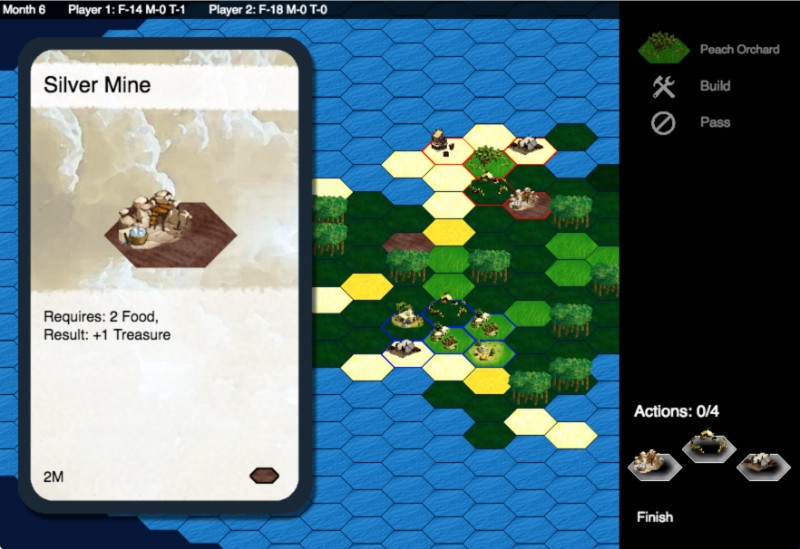 Month 6 Player 1: F-14 M-0 T-1 Player 2: F-18 M-0 T-0
Silver Mine
Requires: 2 Food,
Result: +1 Treasure
2M
Peach Orchard
Build
Pass
Actions: 0/4
Finish